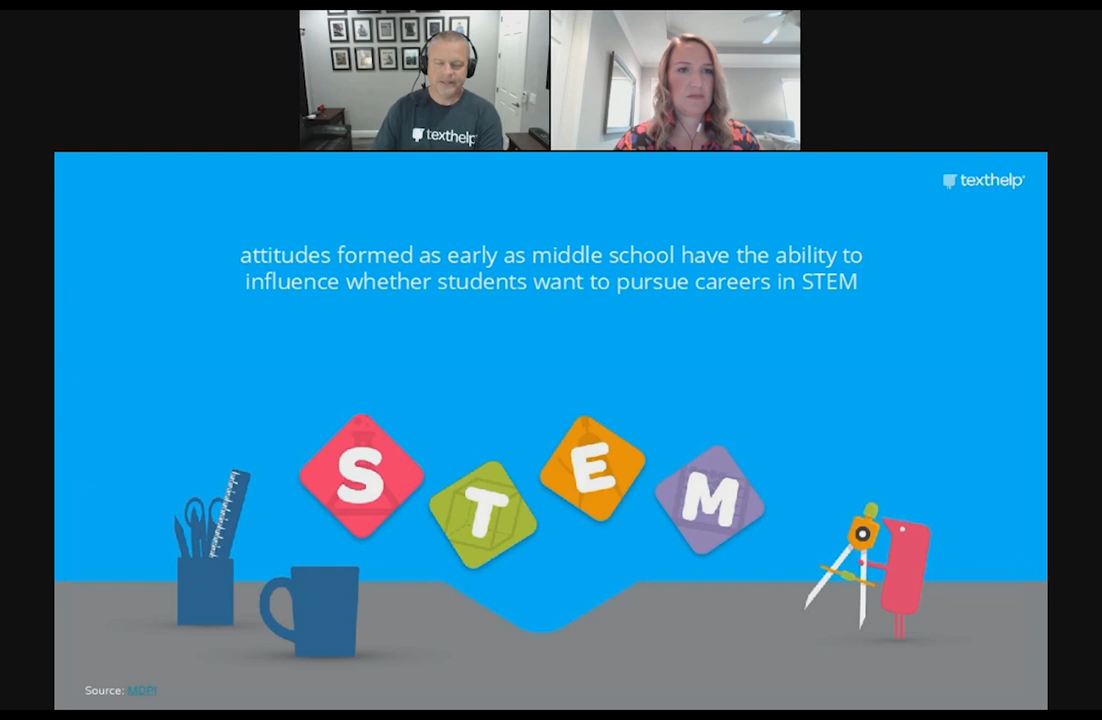 texthelp
texthelp
attitudes formed as early as middle school have the ability to
influence whether students want to pursue careers in STEM
S
T
E
M
Source: MDPI